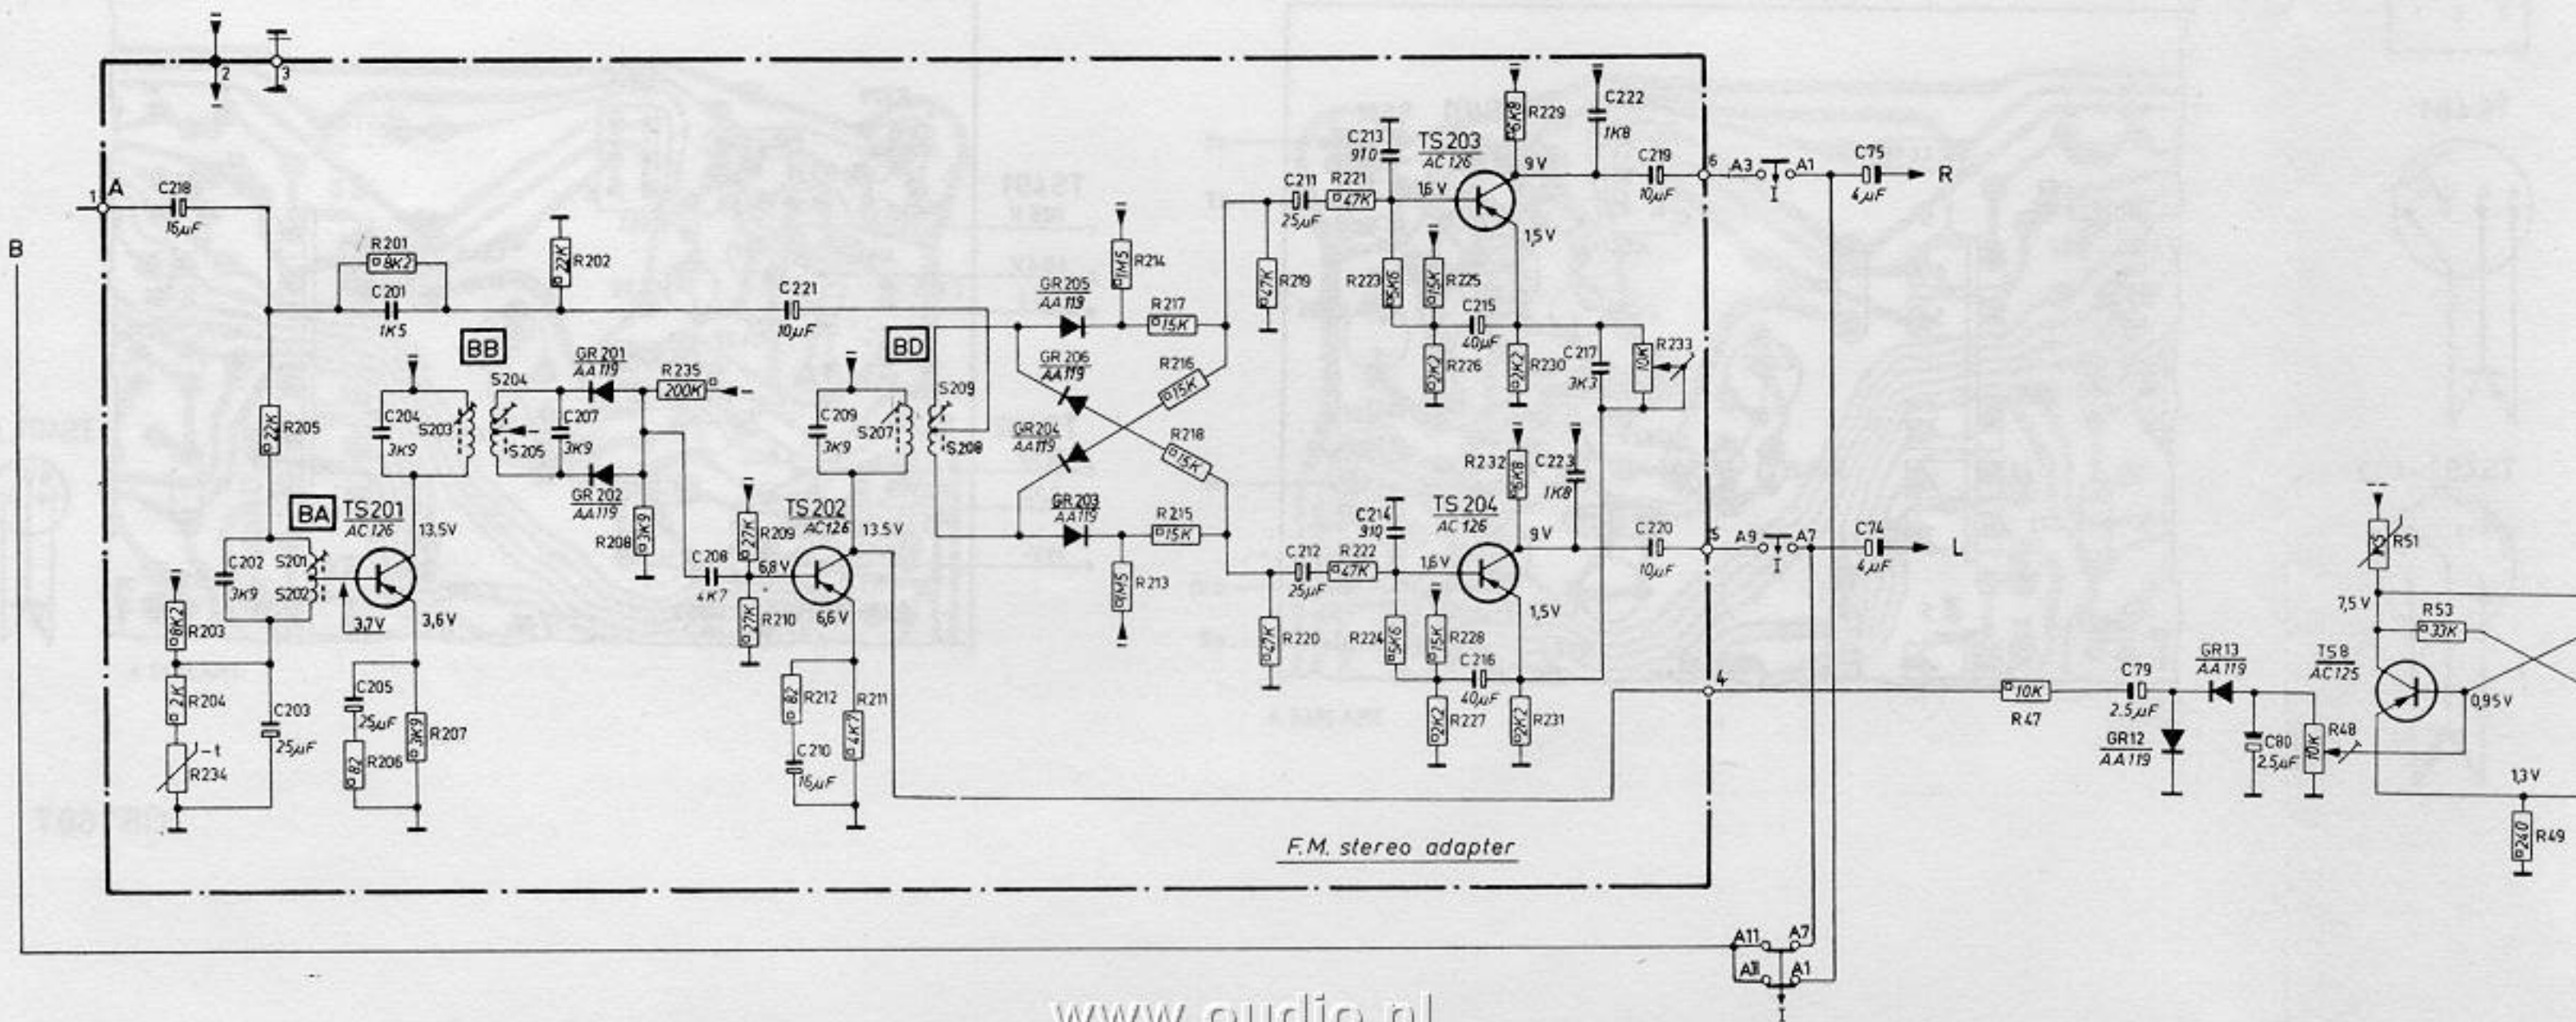 2
3
1
A
C218
16µF
B
R201
8K2
C201
1K5
22K
R202
C221
10µF
22K
R205
C204
3K9
S203
BB
S204
S205
GR201
AA119
C207
3K9
GR202
AA119
R235
200K
R208
3K9
BA
TS201
AC126
13.5V
C202
3K9
S201
S202
3,7V
3,6V
8K2
R203
2K
R204
-t
R234
C203
25µF
C205
25µF
82
R206
3K9
R207
C208
4K7
27K
R209
6,8V
27K
R210
TS202
AC126
13.5V
6,6V
82
R212
C210
16µF
R211
4K7
C209
3K9
S207
BD
S209
S208
GR205
AA119
GR206
AA119
GR204
AA119
GR203
AA119
1M5
R214
R217
15K
R216
15K
R218
15K
R215
15K
1M5
R213
47K
R219
C211
25µF
R221
47K
C213
910
TS203
AC126
1,6V
9V
1,5V
6K8
R229
C222
1K8
C219
10µF
R223
5K6
15K
R225
C215
40µF
2K2
R226
2K2
R230
C217
3K3
10K
R233
6
A3
A1
I
C75
4µF
R
47K
R220
C212
25µF
R222
47K
C214
910
TS204
AC126
1,6V
9V
1,5V
R232
6K8
C223
1K8
C220
10µF
R224
5K6
15K
R228
C216
40µF
2K2
R227
2K2
R231
5
A9
A7
I
C74
4µF
L
4
F.M. stereo adapter
A11
A7
A1
I
10K
R47
C79
2.5µF
GR12
AA119
GR13
AA119
C80
2.5µF
10K
R48
TS8
AC125
7,5V
R51
R53
33K
0,95V
1,3V
240
R49
www.audio.nl